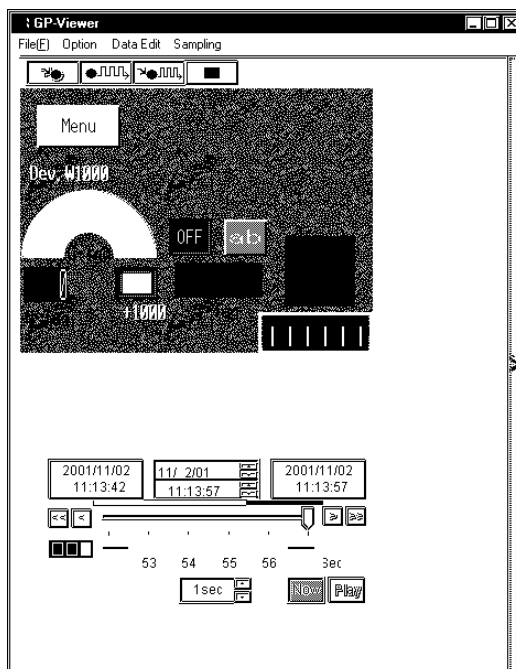 GP-Viewer
File(F) Option Data Edit Sampling
Menu
Dev, W1000
OFF ab
0
+1000
2001/11/02 11/ 2/01 2001/11/02
11:13:42 11:13:57 11:13:57
<< < > >>
53 54 55 56 Sec
1sec Now Play